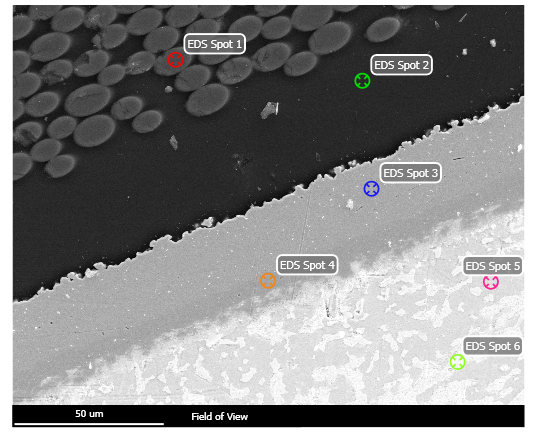 EDS Spot 1
EDS Spot 2
EDS Spot 3
EDS Spot 4
EDS Spot 5
EDS Spot 6
50 um
Field of View